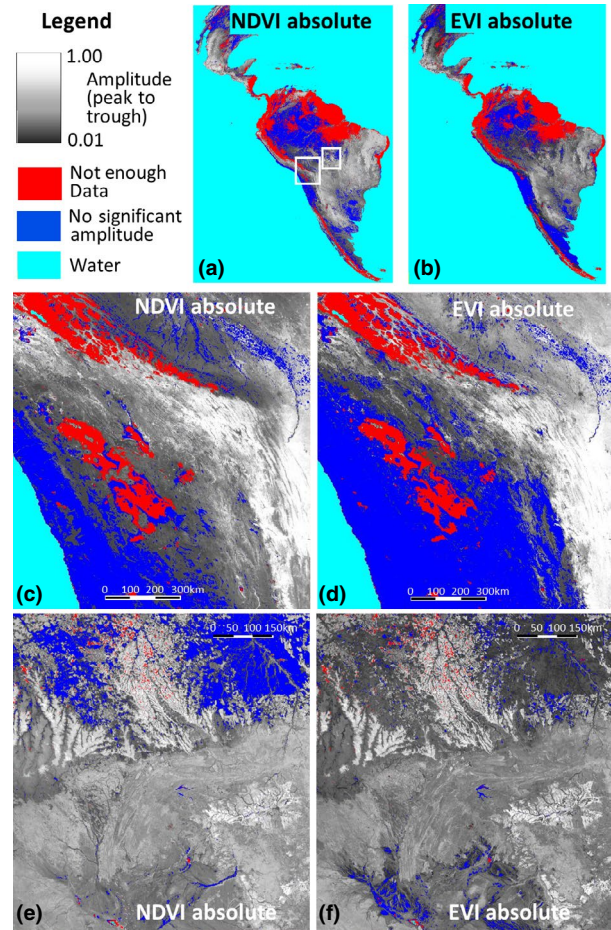 Legend
1.00
Amplitude
(peak to
trough)
0.01
Not enough
Data
No significant
amplitude
Water
NDVI absolute
(a)
EVI absolute
(b)
NDVI absolute
0 100 200 300km
(c)
EVI absolute
0 100 200 300km
(d)
0 50 100 150km
NDVI absolute
(e)
0 50 100 150km
EVI absolute
(f)